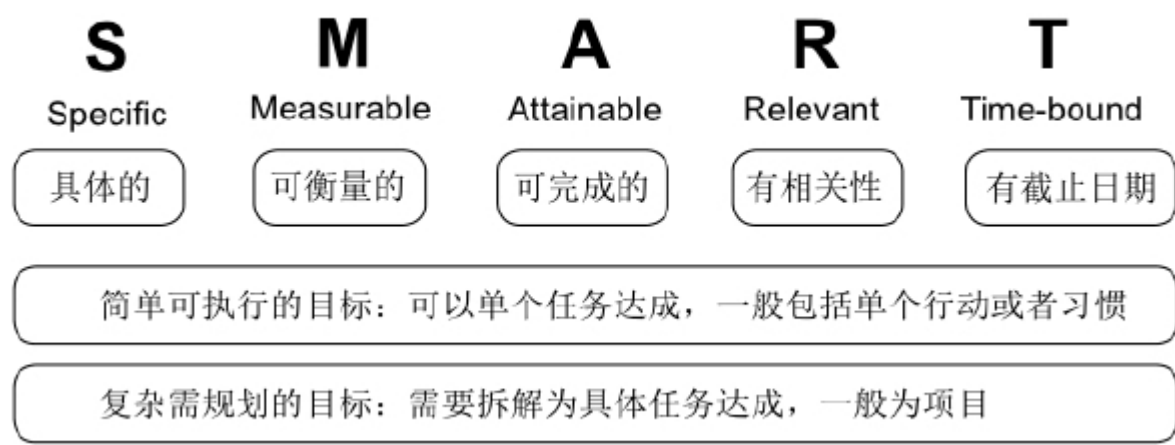 S M A R T
Specific Measurable Attainable Relevant Time-bound
具体的 可衡量的 可完成的 有相关性 有截止日期
简单可执行的目标：可以单个任务达成，一般包括单个行动或者习惯
复杂需规划的目标：需要拆解为具体任务达成，一般为项目